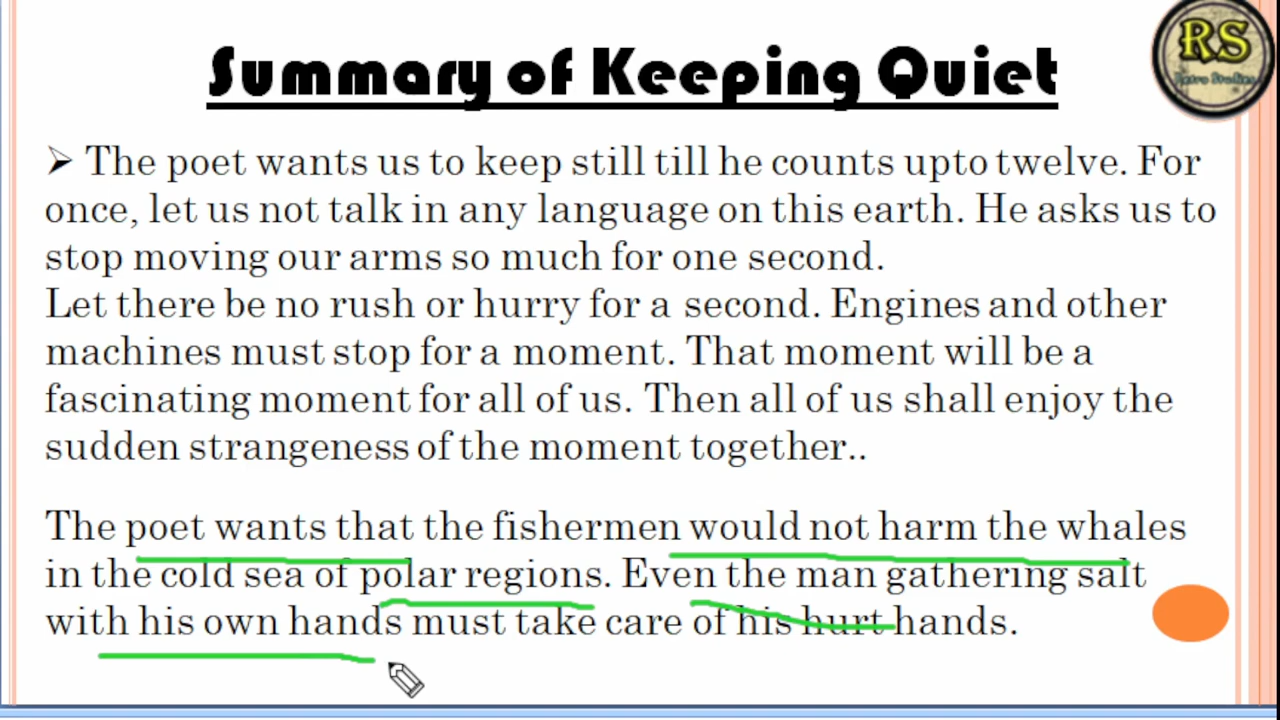 Summary of Keeping Quiet
RS
Retro Studies
➢ The poet wants us to keep still till he counts upto twelve. For
once, let us not talk in any language on this earth. He asks us to
stop moving our arms so much for one second.
Let there be no rush or hurry for a second. Engines and other
machines must stop for a moment. That moment will be a
fascinating moment for all of us. Then all of us shall enjoy the
sudden strangeness of the moment together..
The poet wants that the fishermen would not harm the whales
in the cold sea of polar regions. Even the man gathering salt
with his own hands must take care of his hurt hands.